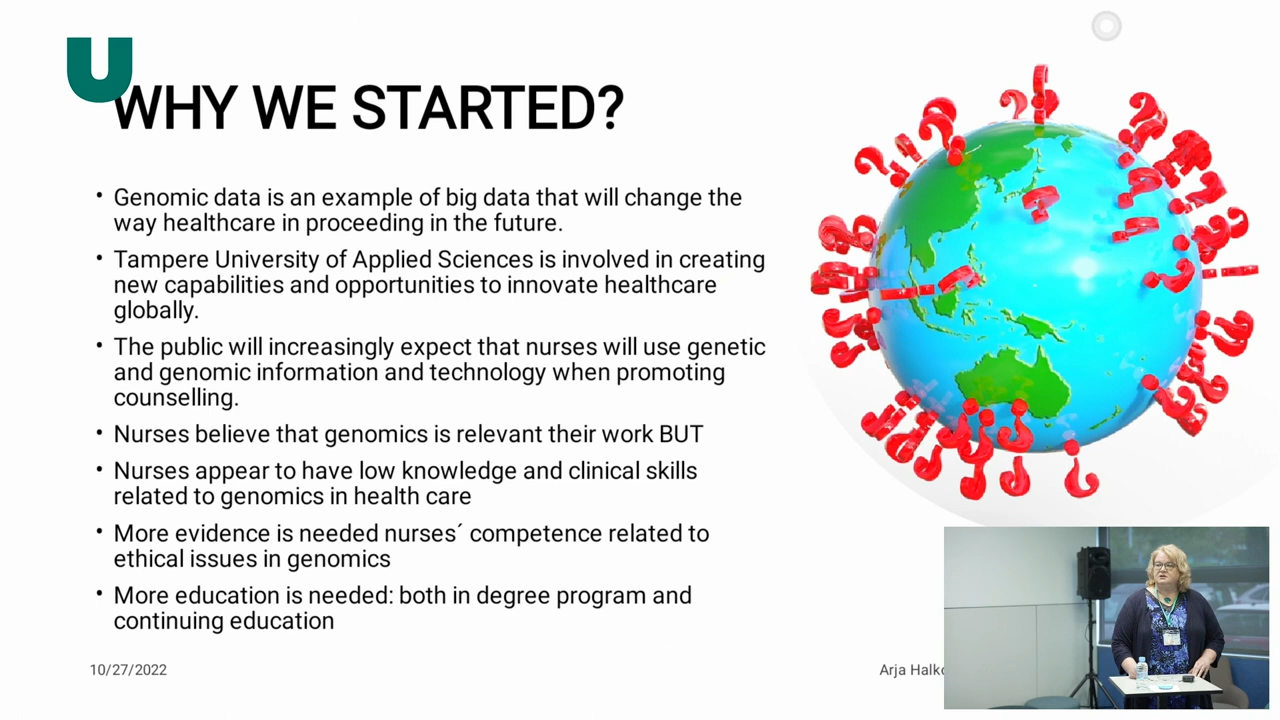 U
WHY WE STARTED?
• Genomic data is an example of big data that will change the
way healthcare in proceeding in the future.
• Tampere University of Applied Sciences is involved in creating
new capabilities and opportunities to innovate healthcare
globally.
• The public will increasingly expect that nurses will use genetic
and genomic information and technology when promoting
counselling.
• Nurses believe that genomics is relevant their work BUT
• Nurses appear to have low knowledge and clinical skills
related to genomics in health care
• More evidence is needed nurses´ competence related to
ethical issues in genomics
• More education is needed: both in degree program and
continuing education
10/27/2022
Arja